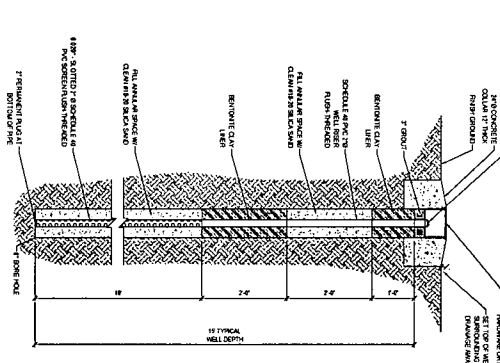 24"Ø CONCRETE
COLLAR 12" THICK
FINISH GROUND
3" GROUT
BENTONITE CLAY
LINER
SCHEDULE 40 PVC 2"Ø
WELL RISER
FLUSH-THREADED
FILL ANNULAR SPACE W/
CLEAN #10-20 SILICA SAND
BENTONITE CLAY
LINER
FILL ANNULAR SPACE W/
CLEAN #10-20 SILICA SAND
0.020"- SLOTTED 2" Ø SCHEDULE 40
PVC SCREEN FLUSH-THREADED
2" PERMANENT PLUG AT
BOTTOM OF PIPE
SET TOP OF
SURROUNDING
DRAINAGE AWAY
1'-0"
2'-0"
2'-0"
10'
15' TYPICAL
WELL DEPTH
BORE HOLE